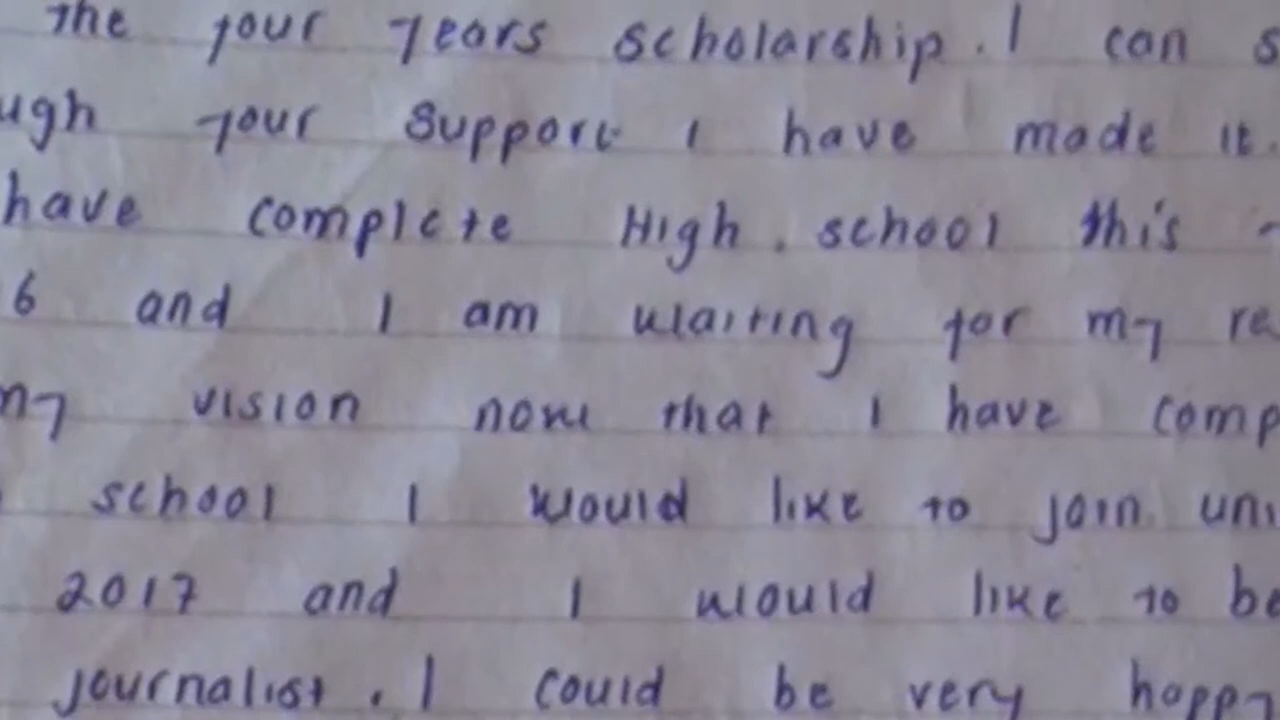 The four years scholarship. I can s
ugh your support I have made it.
have complete High. school this
6 and I am waiting for my re
my vision now that I have comp
school I would like to join uni
2017 and I would like to be
journalist. I could be very happy